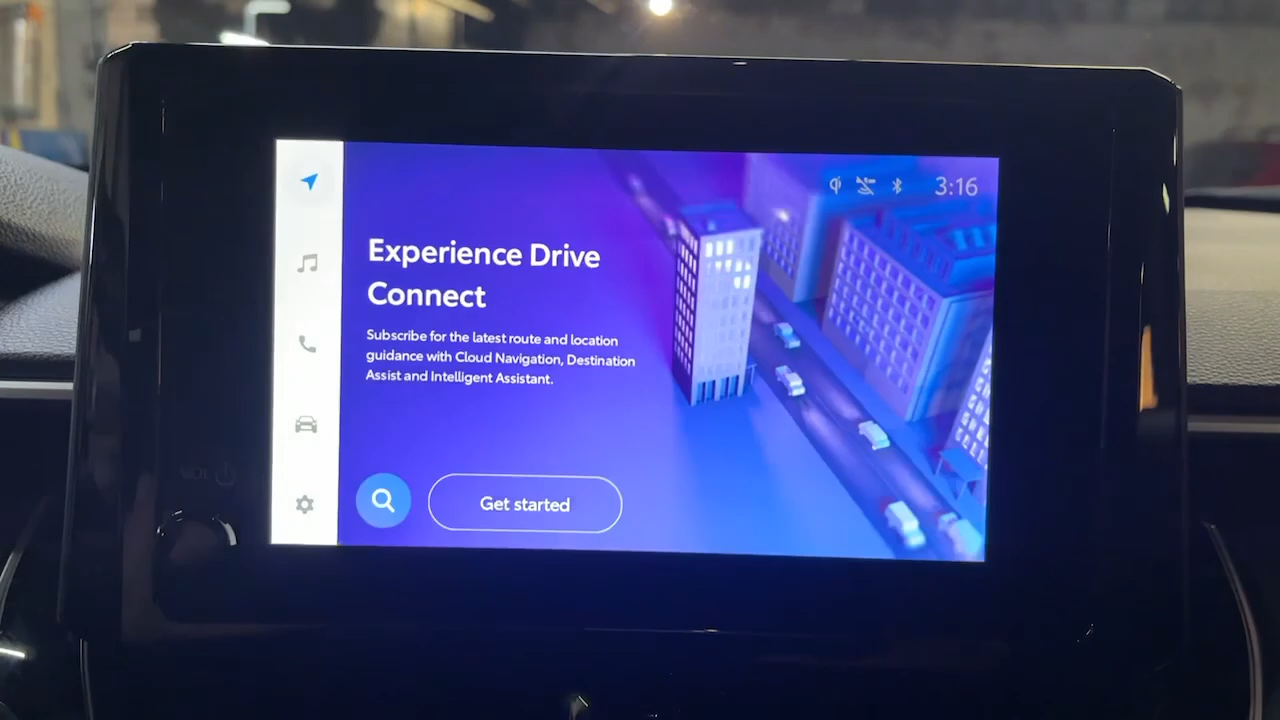 3:16
Experience Drive
Connect
Subscribe for the latest route and location
guidance with Cloud Navigation, Destination
Assist and Intelligent Assistant.
Get started
VOL